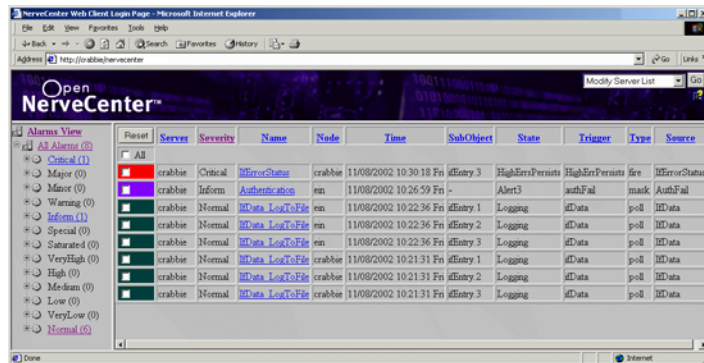 NerveCenter Web Client Login Page - Microsoft Internet Explorer
File Edit View Favorites Tools Help
Back Search Favorites History
Address http://crabbie/nervecenter Go Links
Open
NerveCenter™
Modify Server List Go
Alarms View
All Alarms (8)
Critical (1)
Major (0)
Minor (0)
Warning (0)
Inform (1)
Special (0)
Saturated (0)
VeryHigh (0)
High (0)
Medium (0)
Low (0)
VeryLow (0)
Normal (6)
Reset Server Severity Name Node Time SubObject State Trigger Type Source
All
crabbie Critical IfErrorStatus crabbie 11/08/2002 10:30:18 Fri ifEntry.3 HighErrsPersists HighErrPersists fire IfErrorStatus
crabbie Inform Authentication ein 11/08/2002 10:26:59 Fri - Alert3 authFail mask AuthFail
crabbie Normal IfData_LogToFile ein 11/08/2002 10:22:36 Fri ifEntry.1 Logging ifData poll IfData
crabbie Normal IfData_LogToFile ein 11/08/2002 10:22:36 Fri ifEntry.2 Logging ifData poll IfData
crabbie Normal IfData_LogToFile ein 11/08/2002 10:22:36 Fri ifEntry.3 Logging ifData poll IfData
crabbie Normal IfData_LogToFile crabbie 11/08/2002 10:21:31 Fri ifEntry.1 Logging ifData poll IfData
crabbie Normal IfData_LogToFile crabbie 11/08/2002 10:21:31 Fri ifEntry.2 Logging ifData poll IfData
crabbie Normal IfData_LogToFile crabbie 11/08/2002 10:21:31 Fri ifEntry.3 Logging ifData poll IfData
Done Internet